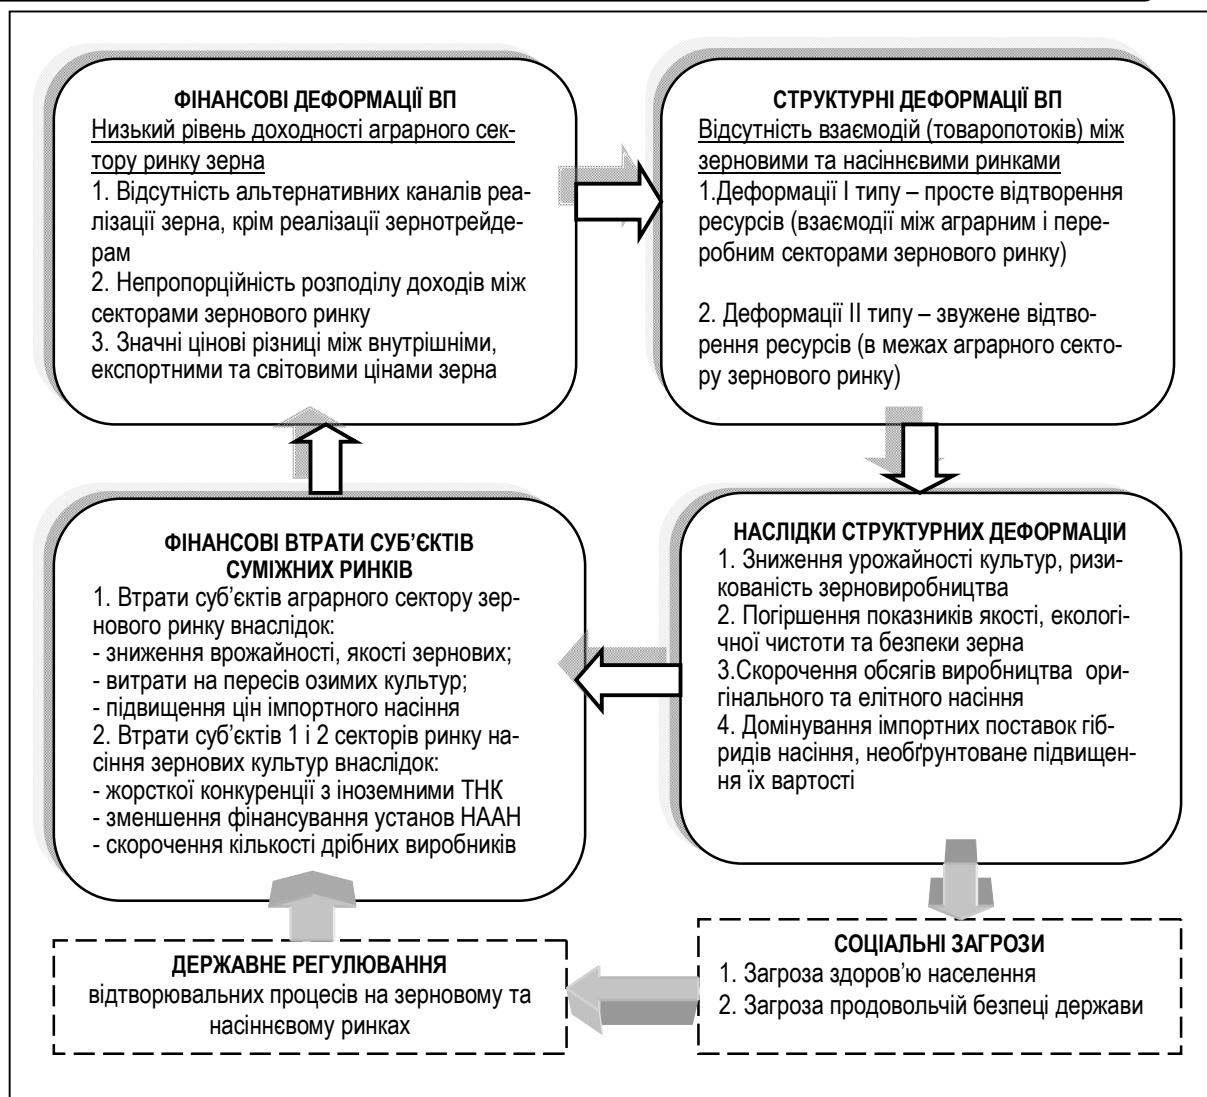 ФІНАНСОВІ ДЕФОРМАЦІЇ ВП
Низький рівень доходності аграрного сек-
тору ринку зерна
1. Відсутність альтернативних каналів реа-
лізації зерна, крім реалізації зернотрейде-
рам
2. Непропорційність розподілу доходів між
секторами зернового ринку
3. Значні цінові різниці між внутрішніми,
експортними та світовими цінами зерна
СТРУКТУРНІ ДЕФОРМАЦІЇ ВП
Відсутність взаємодій (товаропотоків) між
зерновими та насіннєвими ринками
1.Деформації І типу – просте відтворення
ресурсів (взаємодії між аграрним і пере-
робним секторами зернового ринку)
2. Деформації ІІ типу – звужене відтво-
рення ресурсів (в межах аграрного секто-
ру зернового ринку)
ФІНАНСОВІ ВТРАТИ СУБ’ЄКТІВ
СУМІЖНИХ РИНКІВ
1. Втрати суб’єктів аграрного сектору зер-
нового ринку внаслідок:
- зниження врожайності, якості зернових;
- витрати на пересів озимих культур;
- підвищення цін імпортного насіння
2. Втрати суб’єктів 1 і 2 секторів ринку на-
сіння зернових культур внаслідок:
- жорсткої конкуренції з іноземними ТНК
- зменшення фінансування установ НААН
- скорочення кількості дрібних виробників
НАСЛІДКИ СТРУКТУРНИХ ДЕФОРМАЦІИ
1. Зниження урожайності культур, ризи-
кованість зерновиробництва
2. Погіршення показників якості, екологі-
чної чистоти та безпеки зерна
3.Скорочення обсягів виробництва ори-
гінального та елітного насіння
4. Домінування імпортних поставок гіб-
ридів насіння, необґрунтоване підвищен-
ня їх вартості
ДЕРЖАВНЕ РЕГУЛЮВАННЯ
відтворювальних процесів на зерновому та
насіннєвому ринках
СОЦІАЛЬНІ ЗАГРОЗИ
1. Загроза здоров’ю населення
2. Загроза продовольчій безпеці держави